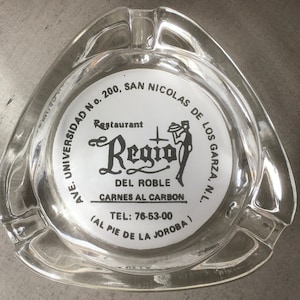 AVE. UNIVERSIDAD No. 200, SAN NICOLAS DE LOS GARZA N.L.
Restaurant
Regio
DEL ROBLE
CARNES AL CARBON
TEL: 76-53-00
(AL PIE DE LA JOROBA)